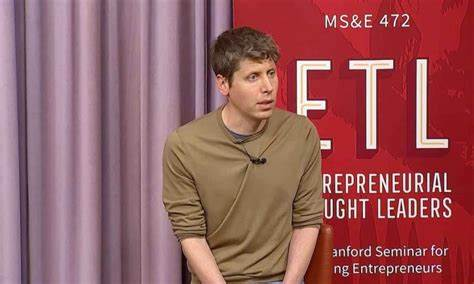 MS&E 472
ETL
REPRENEURIAL
UGHT LEADERS
anford Seminar for
ng Entrepreneurs